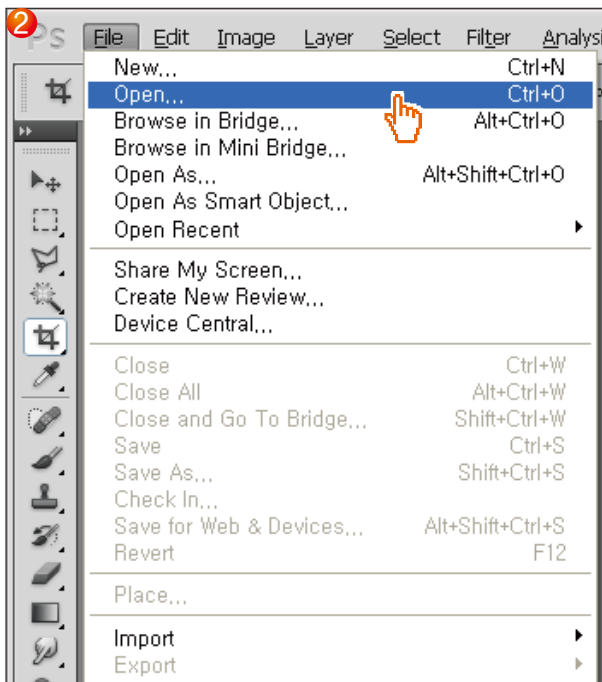 2
Ps File Edit Image Layer Select Filter Analysi
New... Ctrl+N
Open... Ctrl+O
Browse in Bridge... Alt+Ctrl+O
Browse in Mini Bridge...
Open As... Alt+Shift+Ctrl+O
Open As Smart Object...
Open Recent
Share My Screen...
Create New Review...
Device Central...
Close Ctrl+W
Close All Alt+Ctrl+W
Close and Go To Bridge... Shift+Ctrl+W
Save Ctrl+S
Save As... Shift+Ctrl+S
Check In...
Save for Web & Devices... Alt+Shift+Ctrl+S
Revert F12
Place...
Import
Export